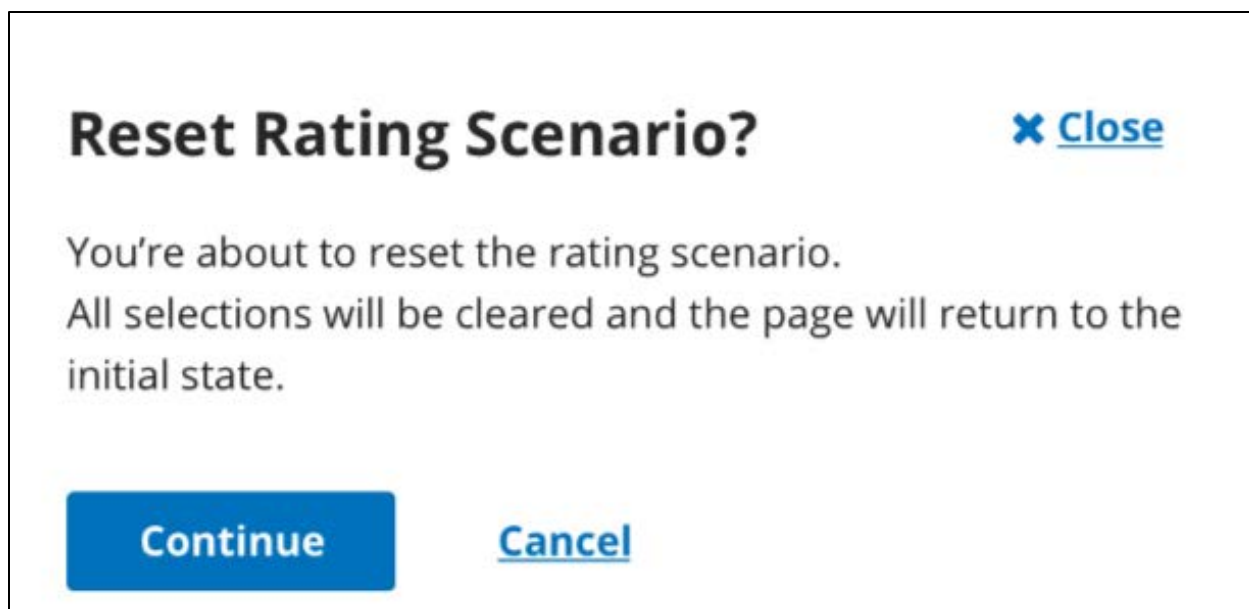 Reset Rating Scenario?
✖ Close
You’re about to reset the rating scenario.
All selections will be cleared and the page will return to the
initial state.
Continue
Cancel